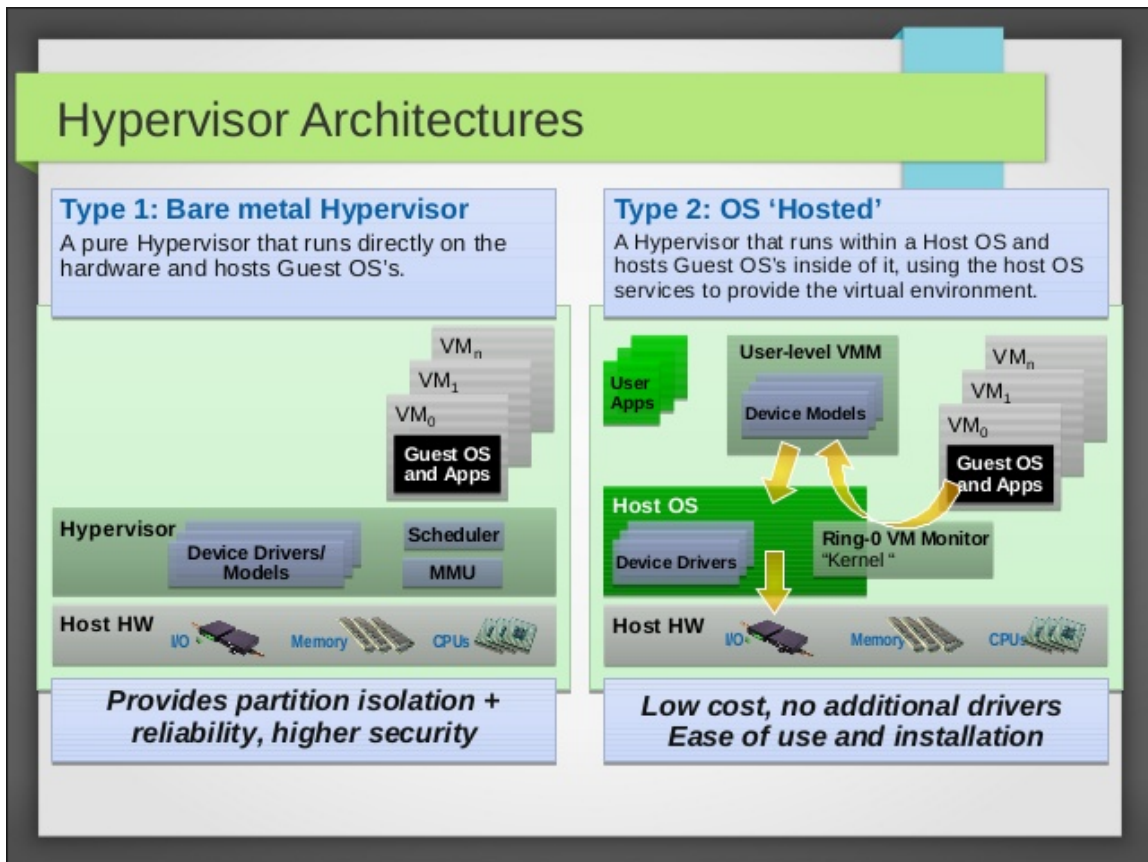 Hypervisor Architectures
Type 1: Bare metal Hypervisor
A pure Hypervisor that runs directly on the
hardware and hosts Guest OS's.
VMn
VM1
VM0
Guest OS
and Apps
Hypervisor
Device Drivers/
Models
Scheduler
MMU
Host HW
I/O
Memory
CPUs
Provides partition isolation +
reliability, higher security
Type 2: OS ‘Hosted’
A Hypervisor that runs within a Host OS and
hosts Guest OS's inside of it, using the host OS
services to provide the virtual environment.
User
Apps
User-level VMM
Device Models
VMn
VM1
VM0
Guest OS
and Apps
Host OS
Device Drivers
Ring-0 VM Monitor
“Kernel “
Host HW
I/O
Memory
CPUs
Low cost, no additional drivers
Ease of use and installation